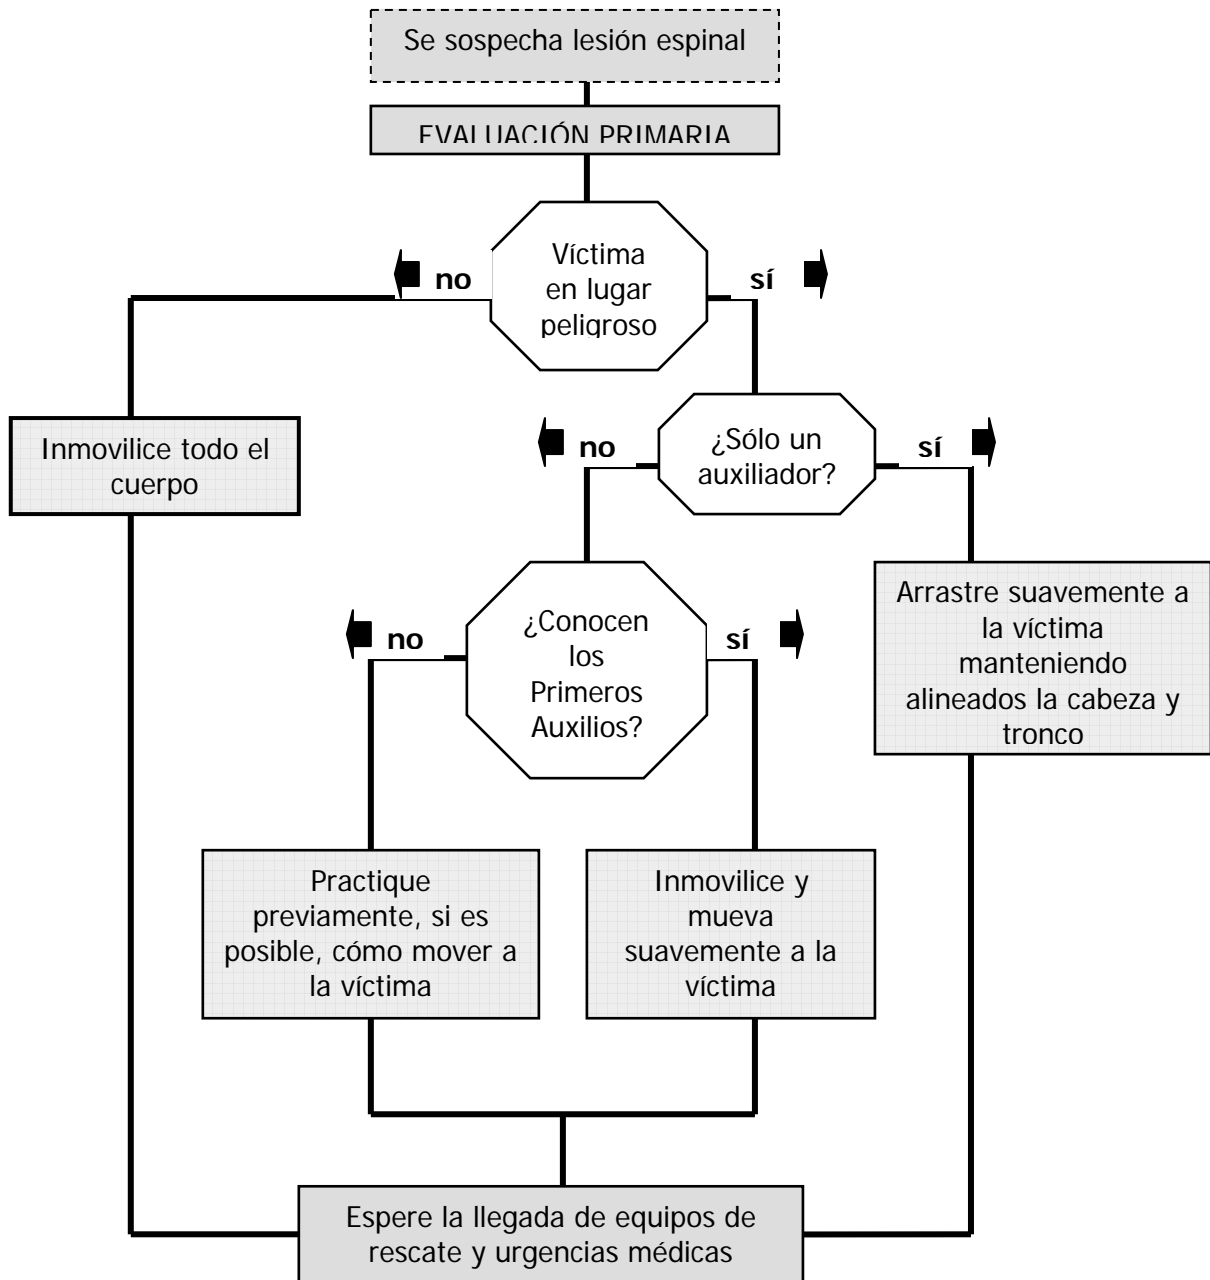 Se sospecha lesión espinal
EVALUACIÓN PRIMARIA
Víctima
en lugar
peligroso
no
sí
Inmovilice todo el
cuerpo
¿Sólo un
auxiliador?
no
sí
¿Conocen
los
Primeros
Auxilios?
no
sí
Arrastre suavemente a
la víctima
manteniendo
alineados la cabeza y
tronco
Practique
previamente, si es
posible, cómo mover a
la víctima
Inmovilice y
mueva
suavemente a la
víctima
Espere la llegada de equipos de
rescate y urgencias médicas